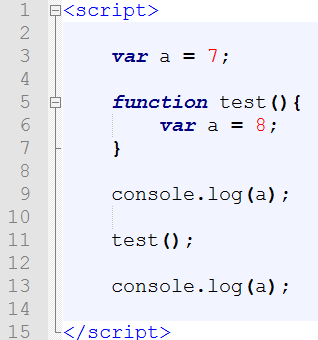 1 <script>
2
3 var a = 7;
4
5 function test(){
6 var a = 8;
7 }
8
9 console.log(a);
10
11 test();
12
13 console.log(a);
14
15 </script>